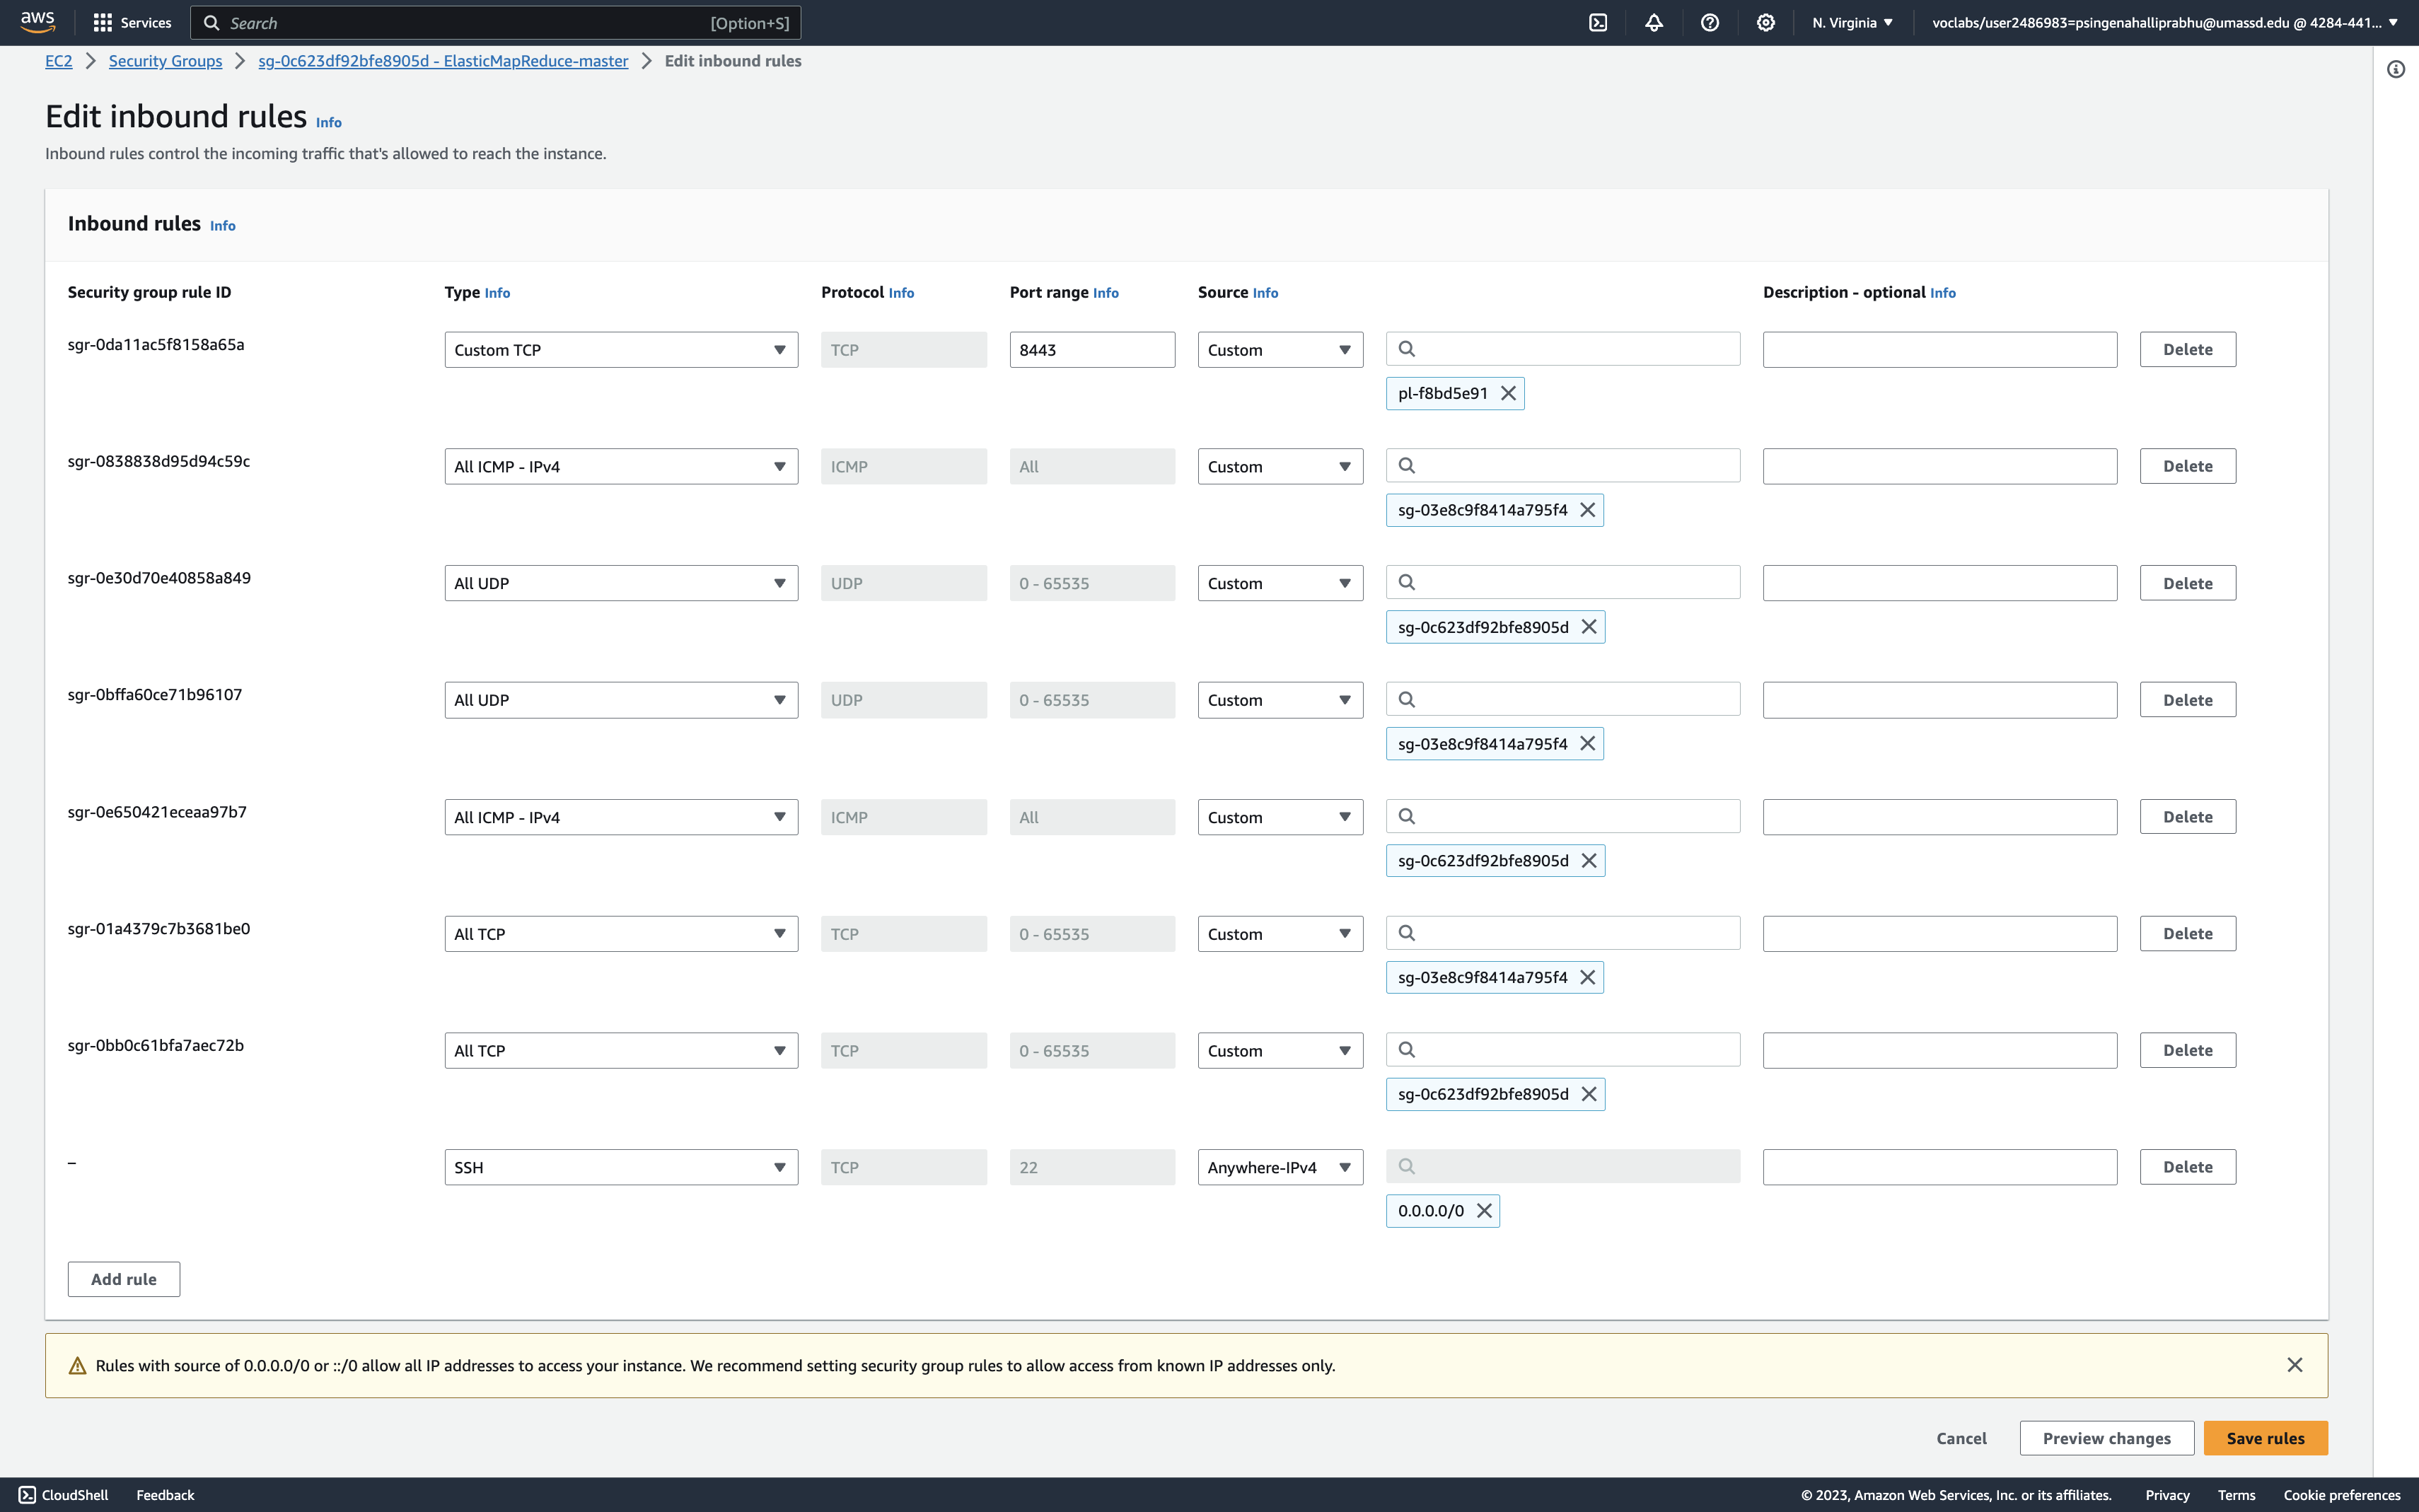 aws Services Search [Option+S] N. Virginia voclabs/user2486983=psingenahalliprabhu@umassd.edu @ 4284-441...
EC2 Security Groups sg-0c623df92bfe8905d - ElasticMapReduce-master Edit inbound rules
Edit inbound rules Info
Inbound rules control the incoming traffic that's allowed to reach the instance.
Inbound rules Info
Security group rule ID Type Info Protocol Info Port range Info Source Info Description - optional Info
sgr-0da11ac5f8158a65a Custom TCP TCP 8443 Custom Delete
pl-f8bd5e91
sgr-0838838d95d94c59c All ICMP - IPv4 ICMP All Custom Delete
sg-03e8c9f8414a795f4
sgr-0e30d70e40858a849 All UDP UDP 0 - 65535 Custom Delete
sg-0c623df92bfe8905d
sgr-0bffa60ce71b96107 All UDP UDP 0 - 65535 Custom Delete
sg-03e8c9f8414a795f4
sgr-0e650421eceaa97b7 All ICMP - IPv4 ICMP All Custom Delete
sg-0c623df92bfe8905d
sgr-01a4379c7b3681be0 All TCP TCP 0 - 65535 Custom Delete
sg-03e8c9f8414a795f4
sgr-0bb0c61bfa7aec72b All TCP TCP 0 - 65535 Custom Delete
sg-0c623df92bfe8905d
– SSH TCP 22 Anywhere-IPv4 Delete
0.0.0.0/0
Add rule
Rules with source of 0.0.0.0/0 or ::/0 allow all IP addresses to access your instance. We recommend setting security group rules to allow access from known IP addresses only.
Cancel Preview changes Save rules
CloudShell Feedback © 2023, Amazon Web Services, Inc. or its affiliates. Privacy Terms Cookie preferences